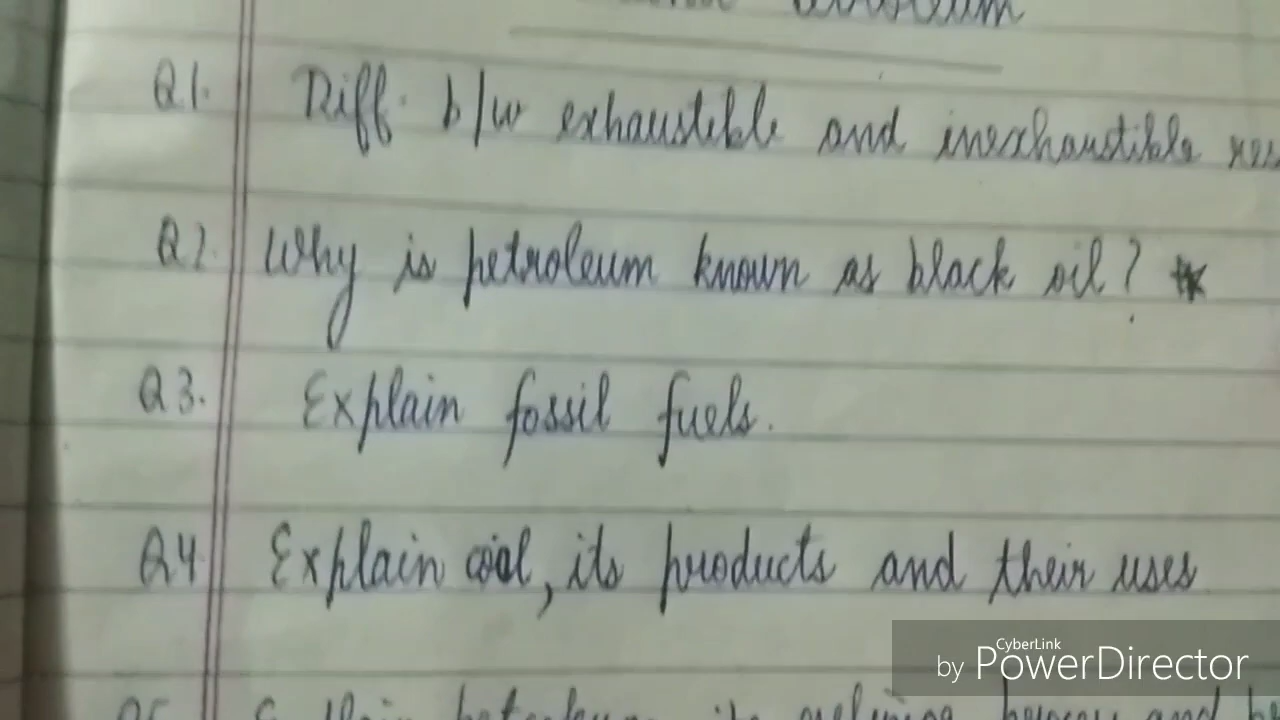 Q1. Diff. b/w exhaustible and inexhaustible
Q2. Why is petroleum known as black oil?
Q3. Explain fossil fuels.
Q4. Explain coal, its products and their uses
CyberLink
by PowerDirector